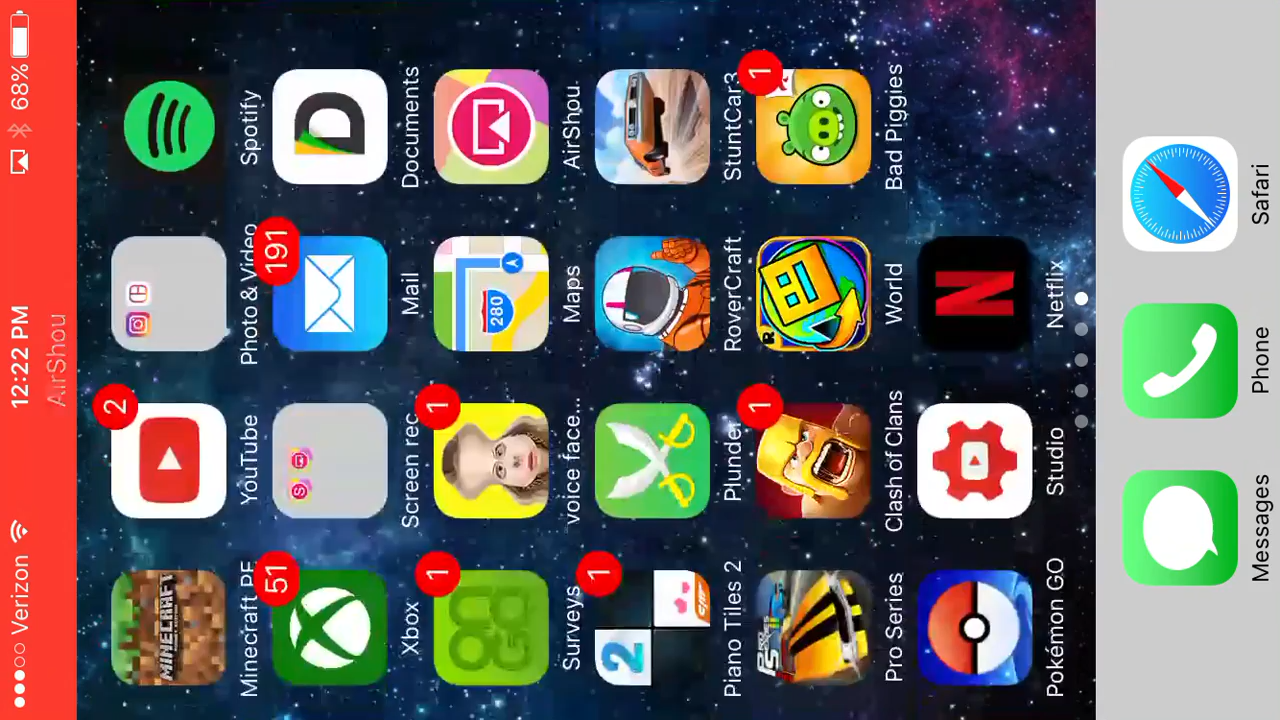 ●●●○○ Verizon 12:22 PM 68%
AirShou
2
MINECRAFT
Minecraft PE YouTube Photo & Video Spotify
51 191
Xbox Screen rec Mail Documents
1 1
280
Surveys voice face... Maps AirShou
1
2
Piano Tiles 2 Plunder RoverCraft StuntCar3
1 1
Pro Series Clash of Clans World Bad Piggies
Pokémon GO Studio Netflix
Messages Phone Safari